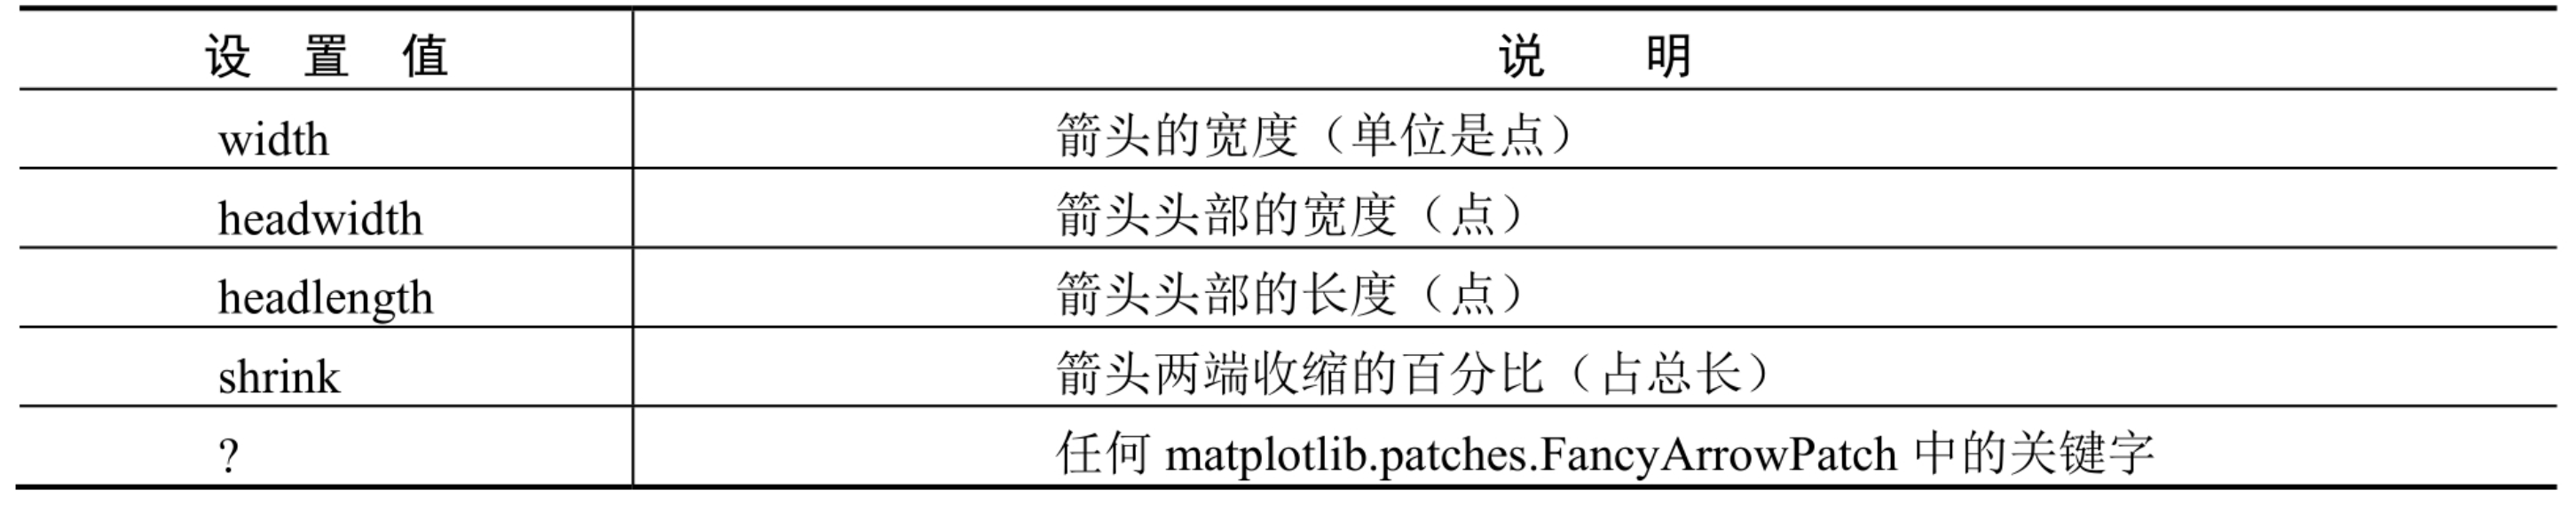 设 置 值 说 明
width 箭头的宽度（单位是点）
headwidth 箭头头部的宽度（点）
headlength 箭头头部的长度（点）
shrink 箭头两端收缩的百分比（占总长）
? 任何 matplotlib.patches.FancyArrowPatch 中的关键字